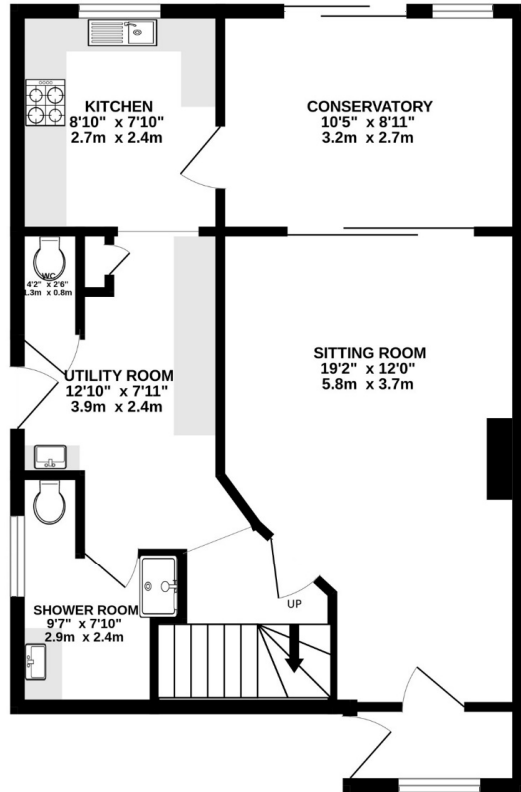 KITCHEN
8'10" x 7'10"
2.7m x 2.4m
CONSERVATORY
10'5" x 8'11"
3.2m x 2.7m
WC
4'2" x 2'6"
1.3m x 0.8m
SITTING ROOM
19'2" x 12'0"
5.8m x 3.7m
UTILITY ROOM
12'10" x 7'11"
3.9m x 2.4m
UP
SHOWER ROOM
9'7" x 7'10"
2.9m x 2.4m